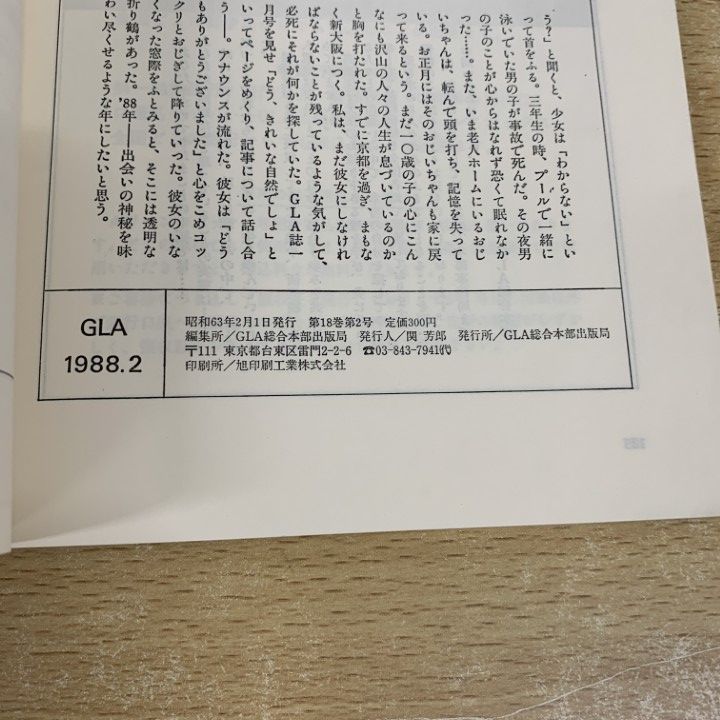 う？」と聞くと、少女は「わからない」とい
って首をふる。三年生の時、プールで一緒に
泳いでいた男の子が事故で死んだ。その夜男
の子のことが心からはなれず恐くて眠れなか
った……。また、いま老人ホームにいるおじ
いちゃんは、転んで頭を打ち、記憶を失って
いる。お正月にはそのおじいちゃんも家に戻
って来るという。まだ一〇歳の子の心にこん
なにも沢山の人々の人生が息づいているのか
と胸を打たれた。すでに京都を過ぎ、まもな
く新大阪につく。私は、まだ彼女にしなけれ
ばならないことが残っているような気がして、
必死にそれが何かを探していた。GLA誌一
月号を見せ「どう、きれいな自然でしょ」と
いってページをめくり、記事について話し合
う――。アナウンスが流れた。彼女は「どう
もありがとうございました」と心をこめコッ
クリとおじぎして降りていった。彼女のいな
くなった窓際をふとみると、そこには透明な
折り鶴があった。'88年――出会いの神秘を味
わい尽くせるような年にしたいと思う。
GLA
1988.2
昭和63年2月1日発行　第18巻第2号　定価300円
編集所／GLA総合本部出版局　発行人／関 芳郎　発行所／GLA総合本部出版局
〒111 東京都台東区雷門2-2-6　☎03-843-7941代
印刷所／旭印刷工業株式会社